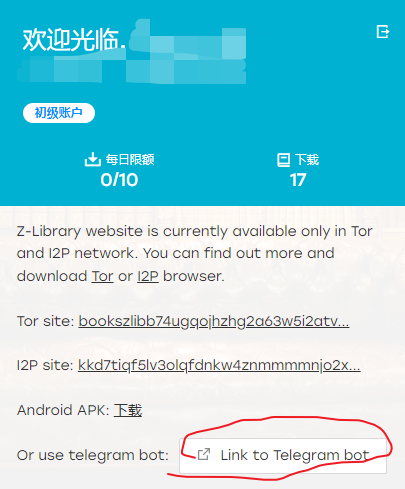 欢迎光临,
初级账户
每日限额
0/10
下载
17
Z-Library website is currently available only in Tor
and I2P network. You can find out more and
download Tor or I2P browser.
Tor site: bookszlibb74ugqojhzhg2a63w5i2atv...
I2P site: kkd7tiqf5lv3olqfdnkw4znmmmmnjo2x...
Android APK: 下载
Or use telegram bot:
Link to Telegram bot